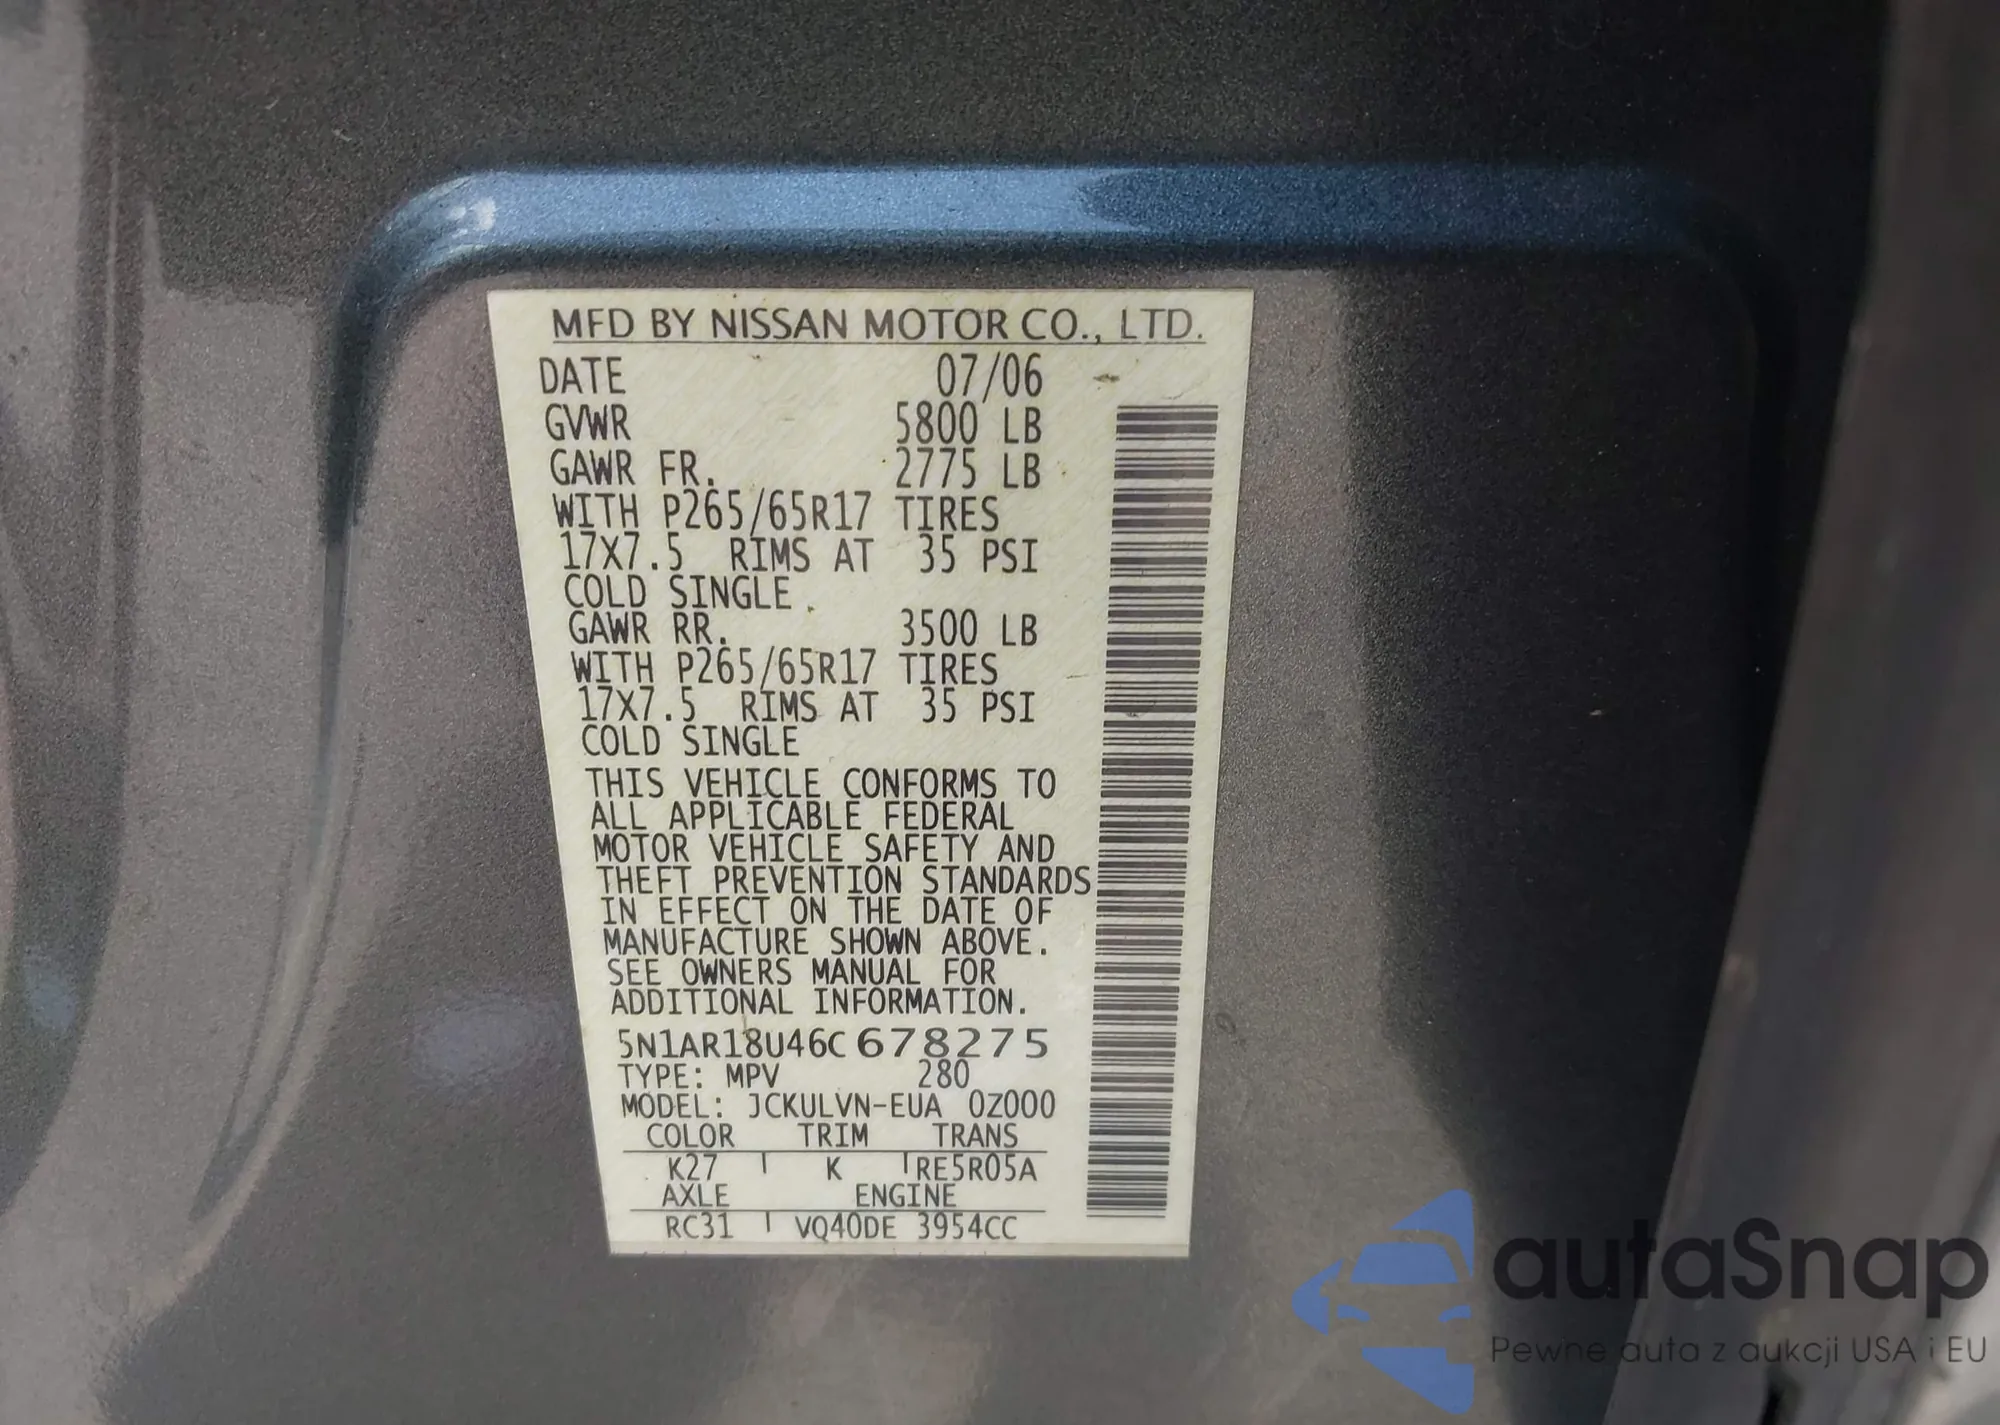 MFD BY NISSAN MOTOR CO., LTD.
DATE 07/06
GVWR 5800 LB
GAWR FR. 2775 LB
WITH P265/65R17 TIRES
17X7.5 RIMS AT 35 PSI
COLD SINGLE
GAWR RR. 3500 LB
WITH P265/65R17 TIRES
17X7.5 RIMS AT 35 PSI
COLD SINGLE
THIS VEHICLE CONFORMS TO
ALL APPLICABLE FEDERAL
MOTOR VEHICLE SAFETY AND
THEFT PREVENTION STANDARDS
IN EFFECT ON THE DATE OF
MANUFACTURE SHOWN ABOVE.
SEE OWNERS MANUAL FOR
ADDITIONAL INFORMATION.
5N1AR18U46C678275
TYPE: MPV 280
MODEL: JCKULVN-EUA 0Z000
COLOR TRIM TRANS
K27 K RE5R05A
AXLE ENGINE
RC31 VQ40DE 3954CC
autaSnap
Pewne auta z aukcji USA i EU